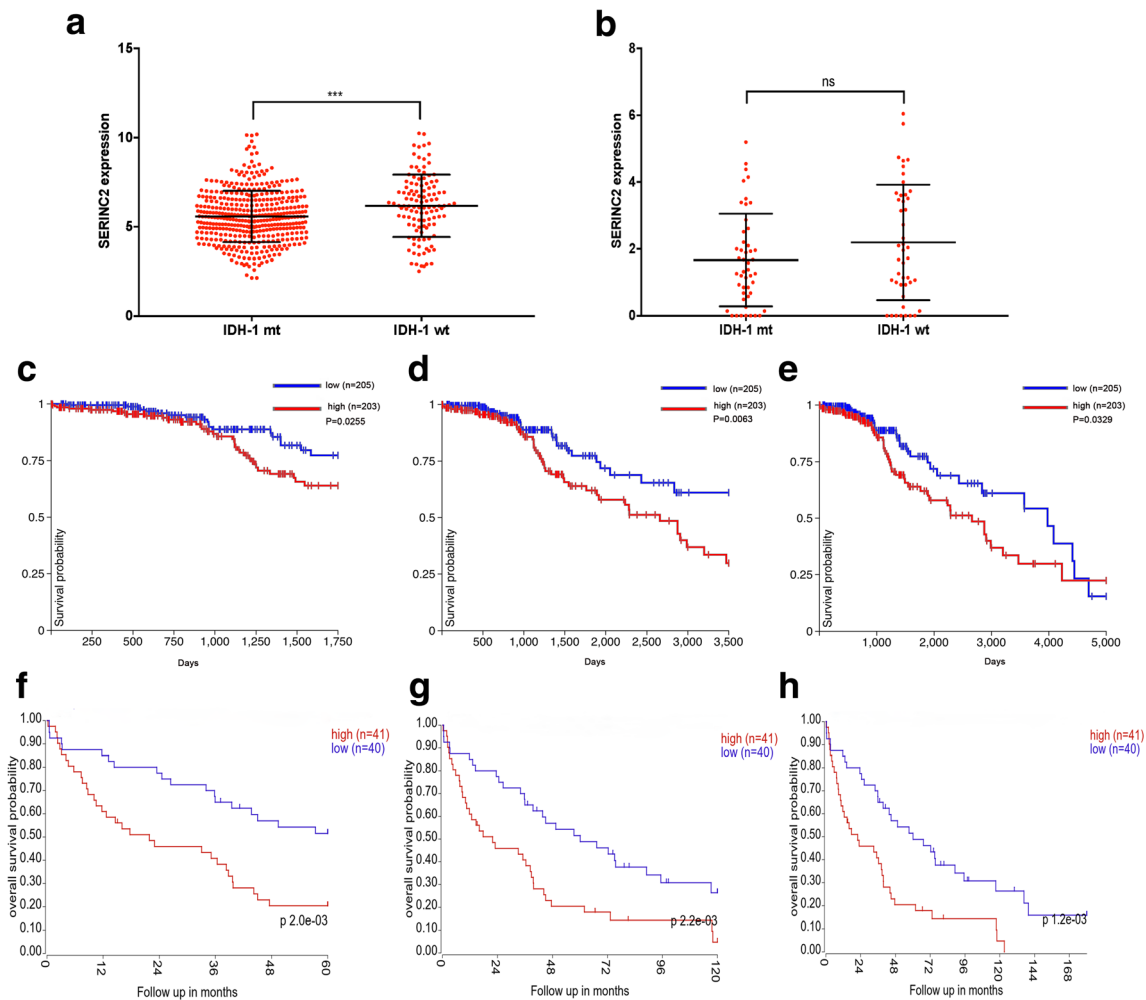 a
15
10
5
0
SERINC2 expression
***
IDH-1 mt
IDH-1 wt
b
8
6
4
2
0
SERINC2 expression
ns
IDH-1 mt
IDH-1 wt
c
low (n=205)
high (n=203)
P=0.0255
1
0.75
0.5
0.25
0
Survival probability
250 500 750 1,000 1,250 1,500 1,750
Days
d
low (n=205)
high (n=203)
P=0.0063
1
0.75
0.5
0.25
0
Survival probability
500 1,000 1,500 2,000 2,500 3,000 3,500
Days
e
low (n=205)
high (n=203)
P=0.0329
1
0.75
0.5
0.25
0
Survival probability
1,000 2,000 3,000 4,000 5,000
Days
f
high (n=41)
low (n=40)
1.00
0.90
0.80
0.70
0.60
0.50
0.40
0.30
0.20
0.10
0.00
overall survival probability
p 2.0e-03
0 12 24 36 48 60
Follow up in months
g
high (n=41)
low (n=40)
1.00
0.90
0.80
0.70
0.60
0.50
0.40
0.30
0.20
0.10
0.00
overall survival probability
p 2.2e-03
0 24 48 72 96 120
Follow up in months
h
high (n=41)
low (n=40)
1.00
0.90
0.80
0.70
0.60
0.50
0.40
0.30
0.20
0.10
0.00
overall survival probability
p 1.2e-03
0 24 48 72 96 120 144 168
Follow up in months